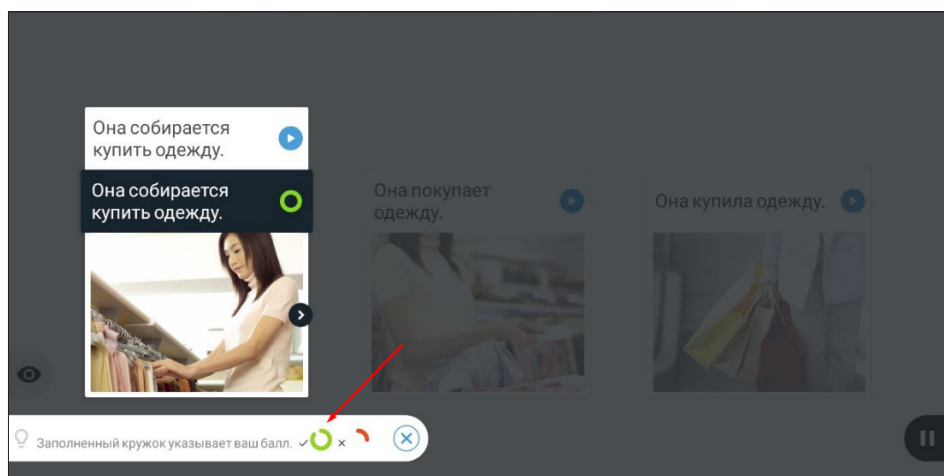 Она собирается
купить одежду.
Она собирается
купить одежду.
Она покупает
одежду.
Она купила одежду.
Заполненный кружок указывает ваш балл.